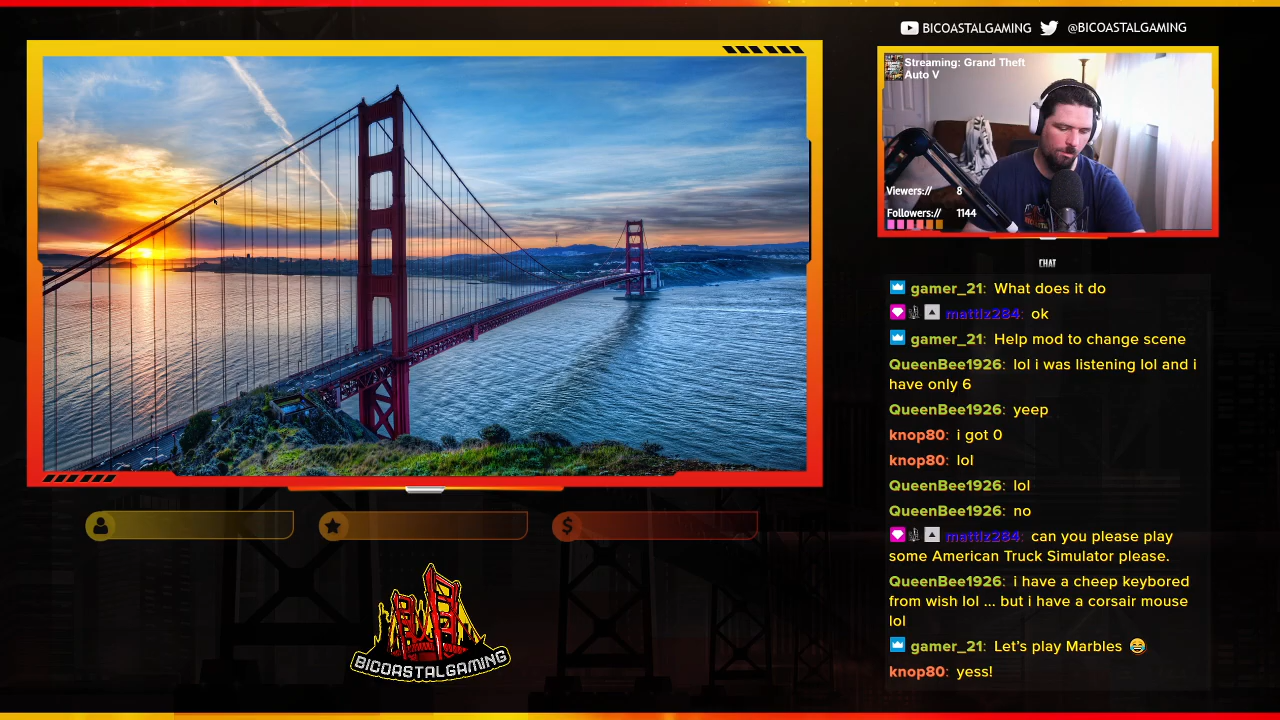 BICOASTALGAMING @BICOASTALGAMING
Streaming: Grand Theft
Auto V
Viewers:// 8
Followers:// 1144
CHAT
gamer_21: What does it do
mattlz284: ok
gamer_21: Help mod to change scene
QueenBee1926: lol i was listening lol and i
have only 6
QueenBee1926: yeep
knop80: i got 0
knop80: lol
QueenBee1926: lol
QueenBee1926: no
mattlz284: can you please play
some American Truck Simulator please.
QueenBee1926: i have a cheep keybored
from wish lol ... but i have a corsair mouse
lol
gamer_21: Let's play Marbles 😂
knop80: yess!
$
BICOASTALGAMING